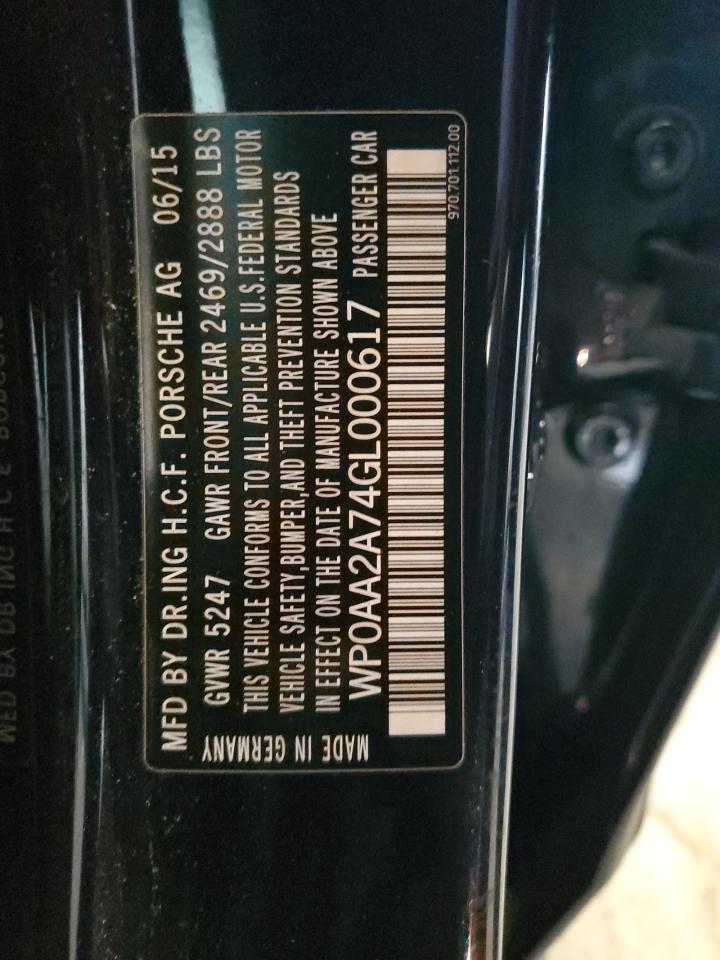 MFD BY DR.ING H.C.F. PORSCHE AG 06/15
GVWR 5247 GAWR FRONT/REAR 2469/2888 LBS
THIS VEHICLE CONFORMS TO ALL APPLICABLE U.S.FEDERAL MOTOR
VEHICLE SAFETY,BUMPER,AND THEFT PREVENTION STANDARDS
IN EFFECT ON THE DATE OF MANUFACTURE SHOWN ABOVE
WP0AA2A74GL000617 PASSENGER CAR
970.701.112.00
MADE IN GERMANY